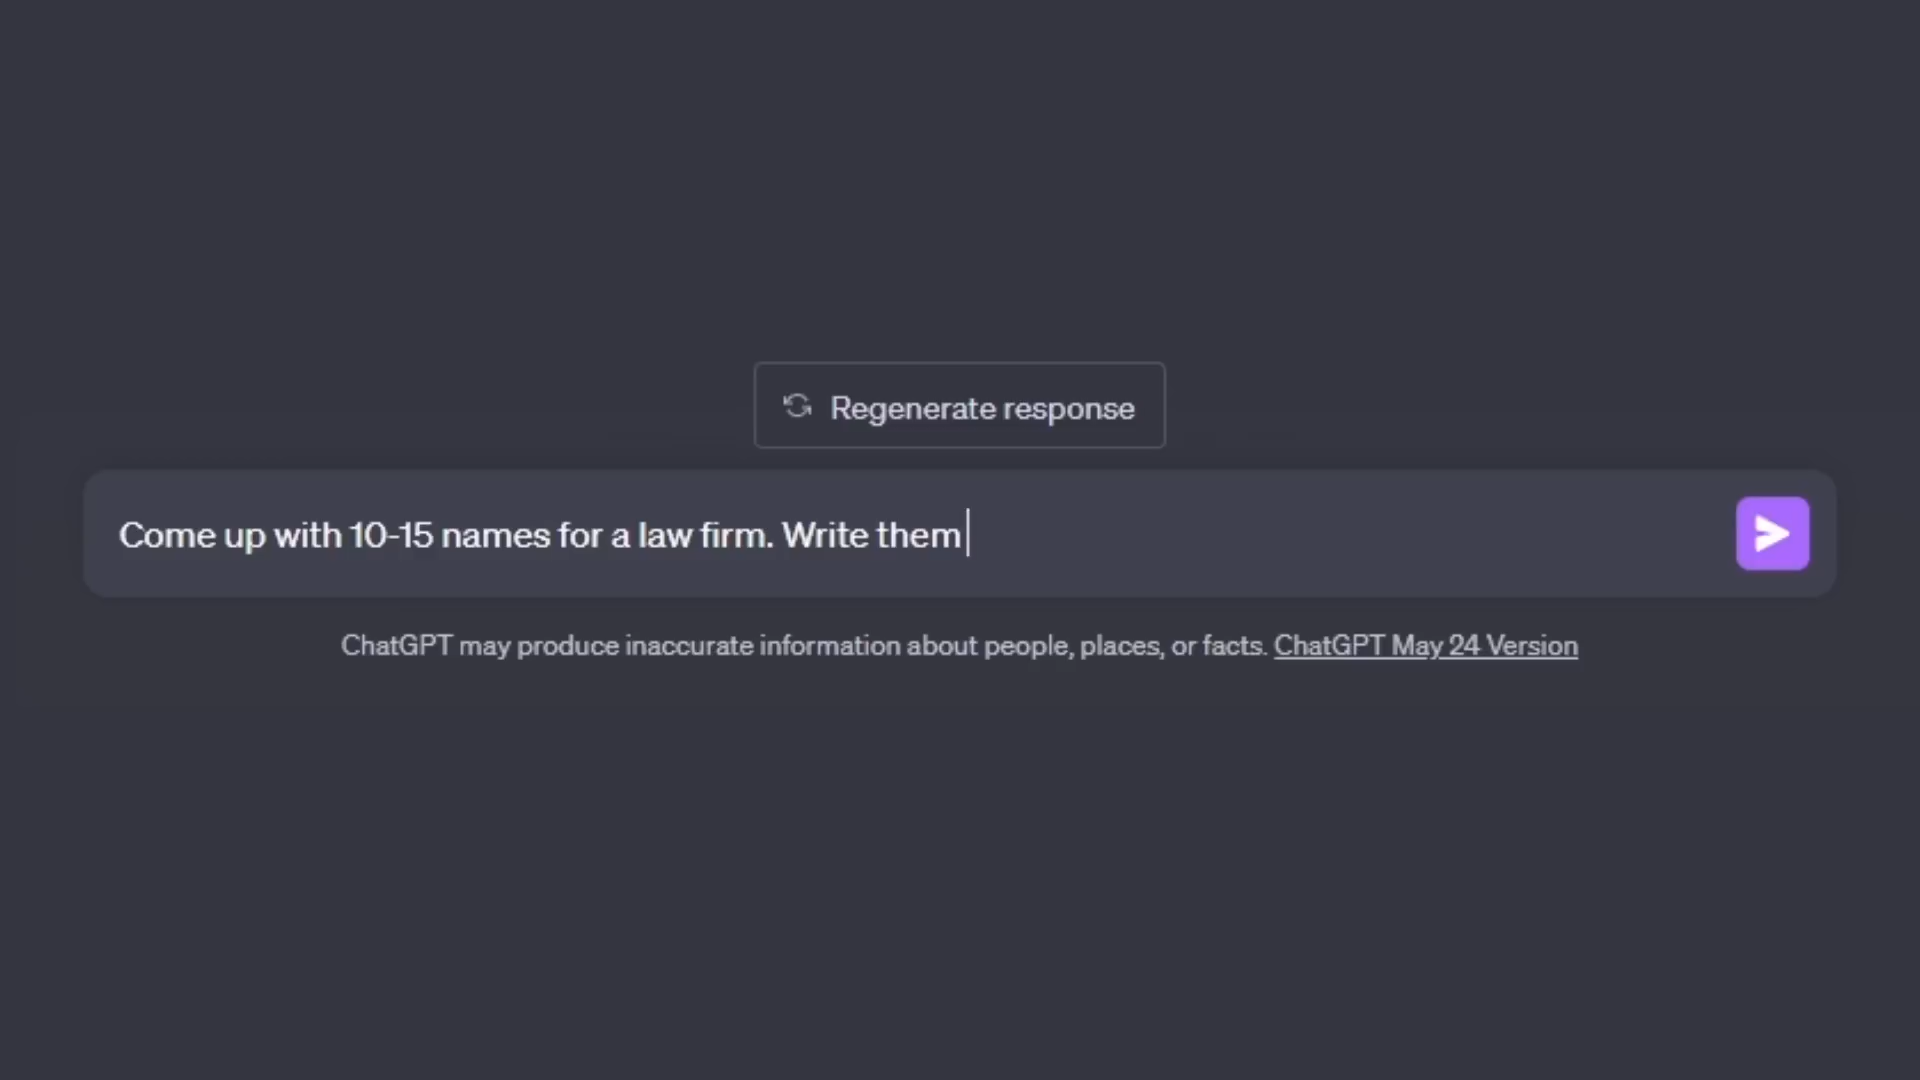 Regenerate response
Come up with 10-15 names for a law firm. Write them
ChatGPT may produce inaccurate information about people, places, or facts. ChatGPT May 24 Version